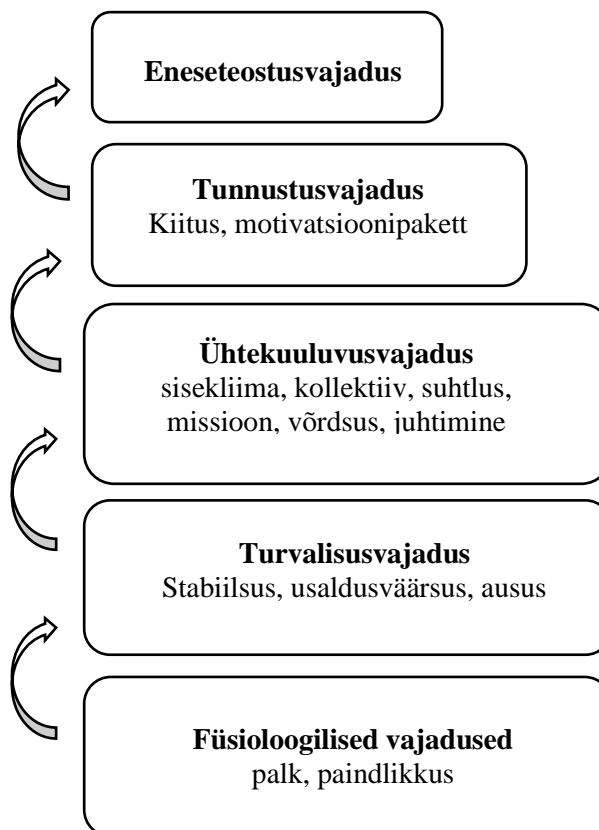 Eneseteostusvajadus
Tunnustusvajadus
Kiitus, motivatsioonipakett
Ühtekuuluvusvajadus
sisekliima, kollektiiv, suhtlus,
missioon, võrdsus, juhtimine
Turvalisusvajadus
Stabiilsus, usaldusväärsus, ausus
Füsioloogilised vajadused
palk, paindlikkus